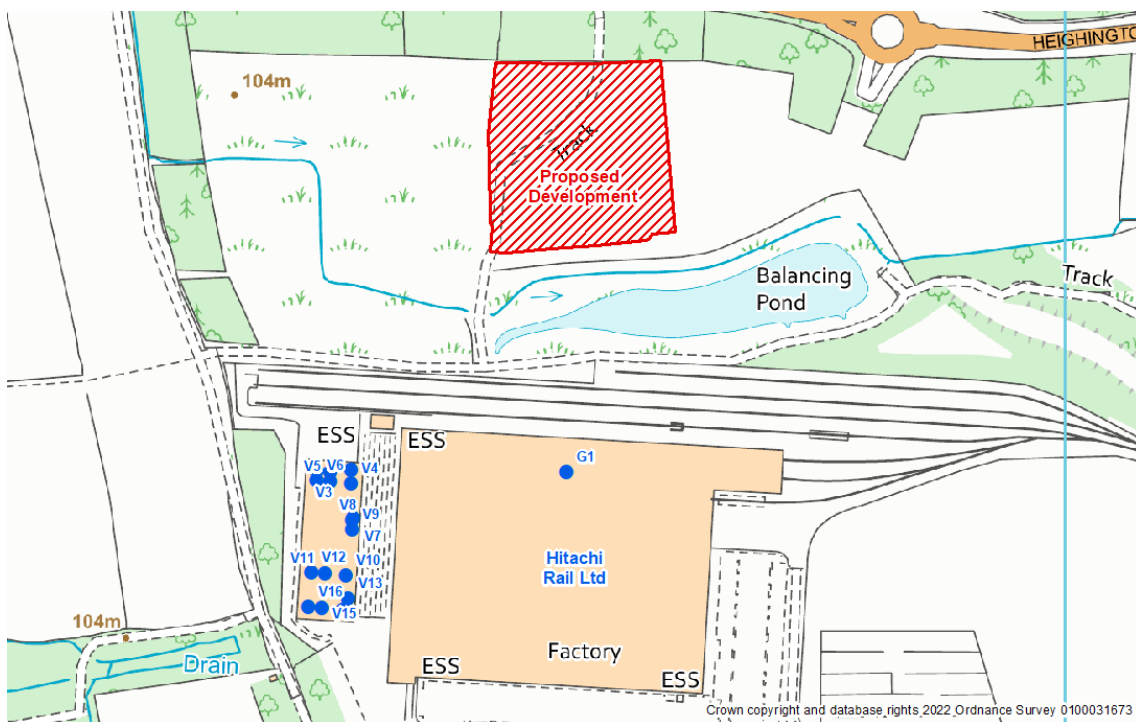 HEIGHINGTO
104m
Track
Proposed
Development
Balancing
Pond
Track
ESS
ESS
G1
V5
V6
V4
V3
V8
V9
V7
V11
V12
V10
V13
V16
V15
Hitachi
Rail Ltd
Factory
104m
Drain
ESS
ESS
Crown copyright and database rights 2022 Ordnance Survey 0100031673